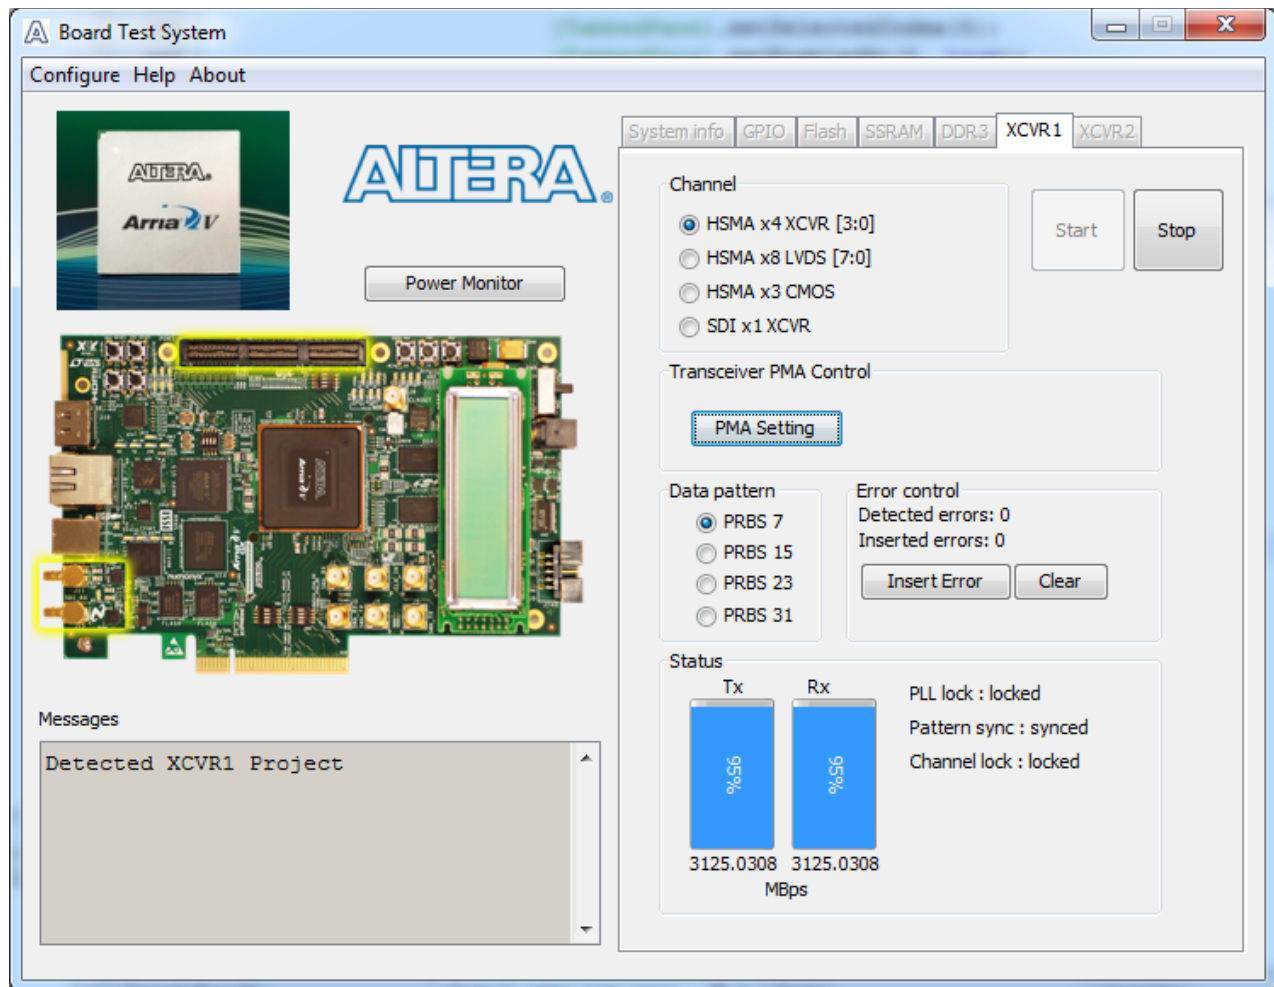 Board Test System
Configure Help About
ALTERA®
Arria V
ALTERA®
Power Monitor
System info GPIO Flash SSRAM DDR3 XCVR1 XCVR2
Channel
HSMA x4 XCVR [3:0]
HSMA x8 LVDS [7:0]
HSMA x3 CMOS
SDI x1 XCVR
Start Stop
Transceiver PMA Control
PMA Setting
Data pattern
PRBS 7
PRBS 15
PRBS 23
PRBS 31
Error control
Detected errors: 0
Inserted errors: 0
Insert Error Clear
Status
Tx Rx
95% 95%
3125.0308 3125.0308
MBps
PLL lock : locked
Pattern sync : synced
Channel lock : locked
ALTERA
Arria V
numonyx
Messages
Detected XCVR1 Project